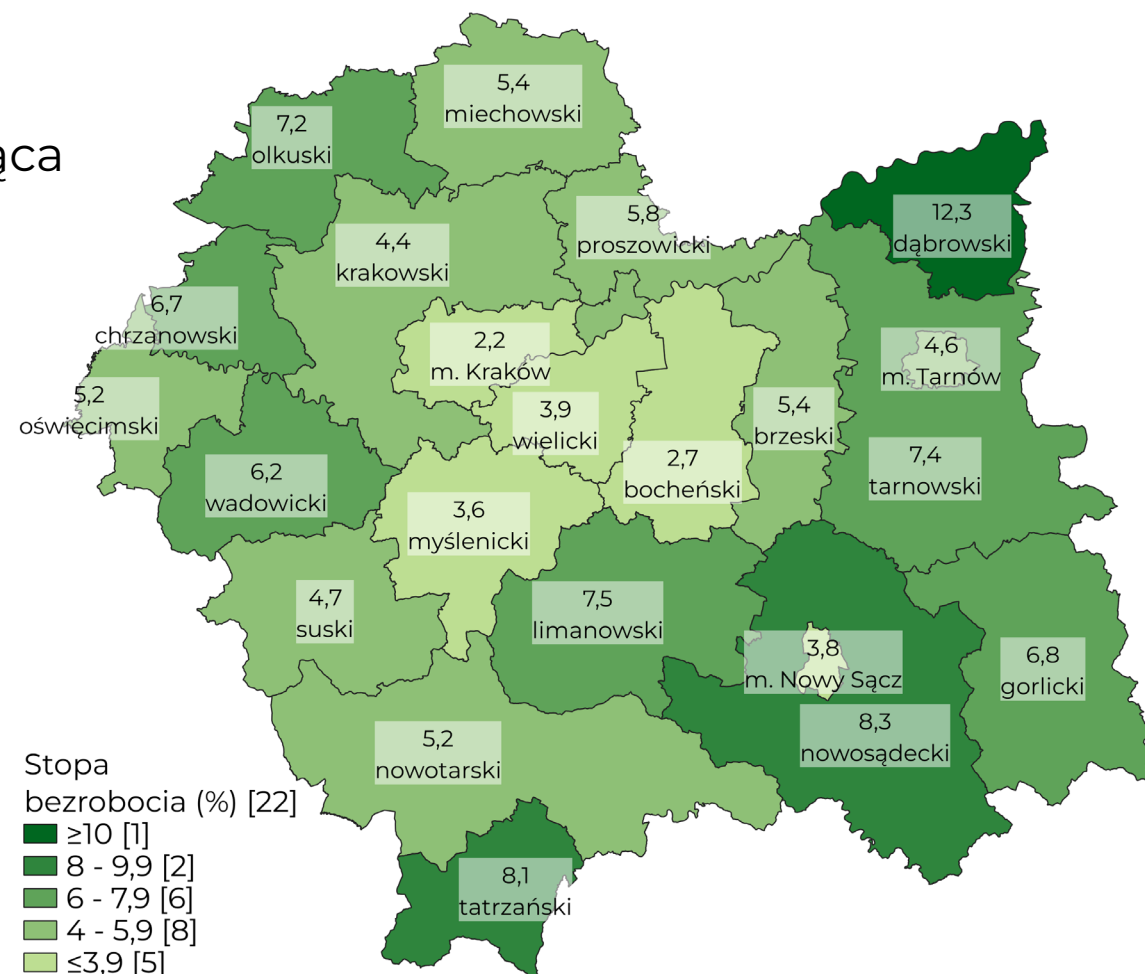 ąca
5,4
miechowski
7,2
olkuski
12,3
dąbrowski
5,8
proszowicki
4,4
krakowski
6,7
chrzanowski
2,2
m. Kraków
4,6
m. Tarnów
5,2
oświęcimski
3,9
wielicki
5,4
brzeski
2,7
bocheński
7,4
tarnowski
6,2
wadowicki
3,6
myślenicki
4,7
suski
7,5
limanowski
3,8
m. Nowy Sącz
6,8
gorlicki
8,3
nowosądecki
5,2
nowotarski
8,1
tatrzański
Stopa
bezrobocia (%) [22]
≥10 [1]
8 - 9,9 [2]
6 - 7,9 [6]
4 - 5,9 [8]
≤3,9 [5]